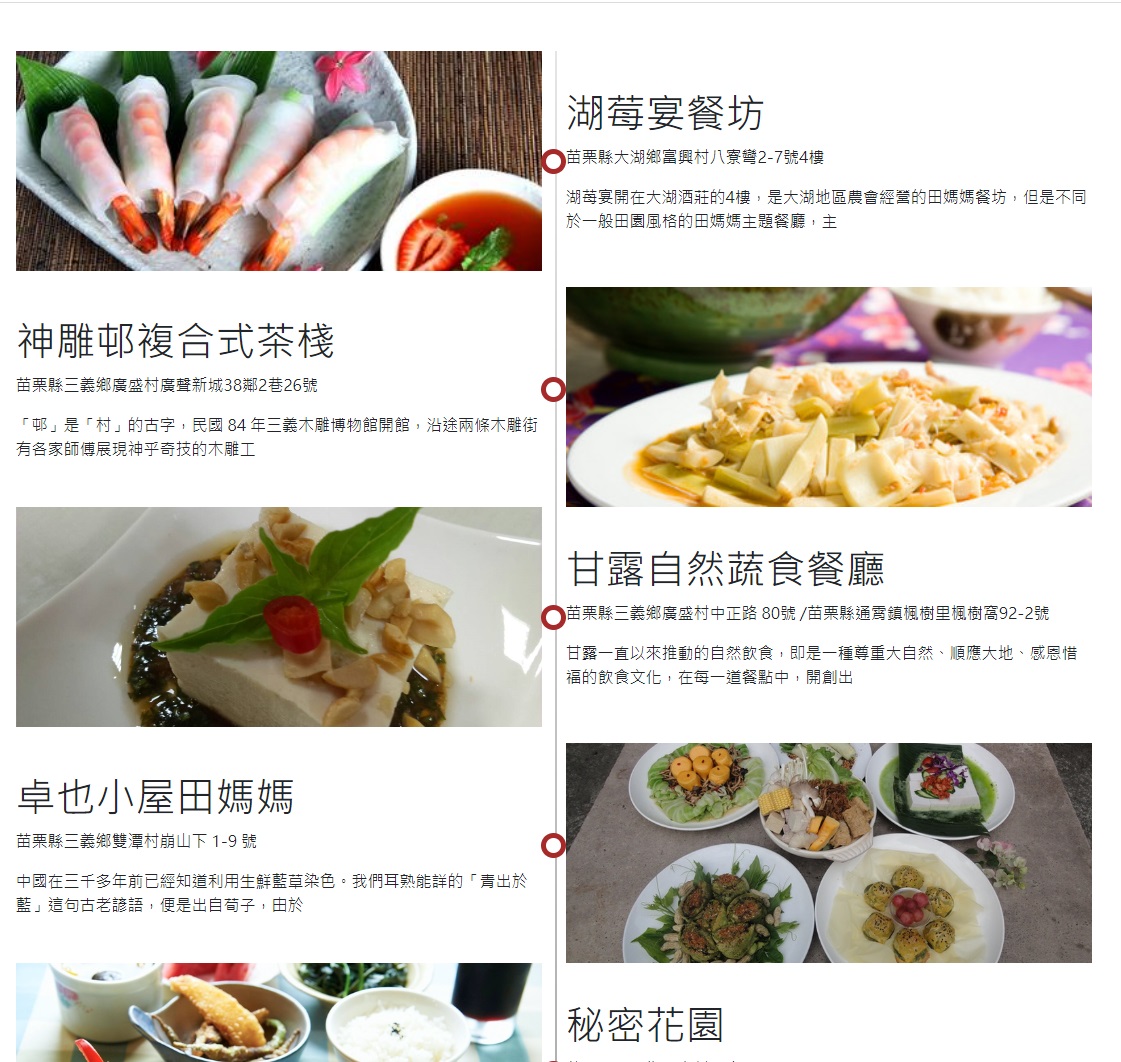 湖莓宴餐坊
苗栗縣大湖鄉富興村八寮彎2-7號4樓
湖莓宴開在大湖酒莊的4樓，是大湖地區農會經營的田媽媽餐坊，但是不同
於一般田園風格的田媽媽主題餐廳，主
神雕邨複合式茶棧
苗栗縣三義鄉廣盛村廣聲新城38鄰2巷26號
「邨」是「村」的古字，民國 84 年三義木雕博物館開館，沿途兩條木雕街
有各家師傅展現神乎奇技的木雕工
甘露自然蔬食餐廳
苗栗縣三義鄉廣盛村中正路 80號 /苗栗縣通霄鎮楓樹里楓樹窩92-2號
甘露一直以來推動的自然飲食，即是一種尊重大自然、順應大地、感恩惜
福的飲食文化，在每一道餐點中，開創出
卓也小屋田媽媽
苗栗縣三義鄉雙潭村崩山下 1-9 號
中國在三千多年前已經知道利用生鮮藍草染色。我們耳熟能詳的「青出於
藍」這句古老諺語，便是出自荀子，由於
秘密花園